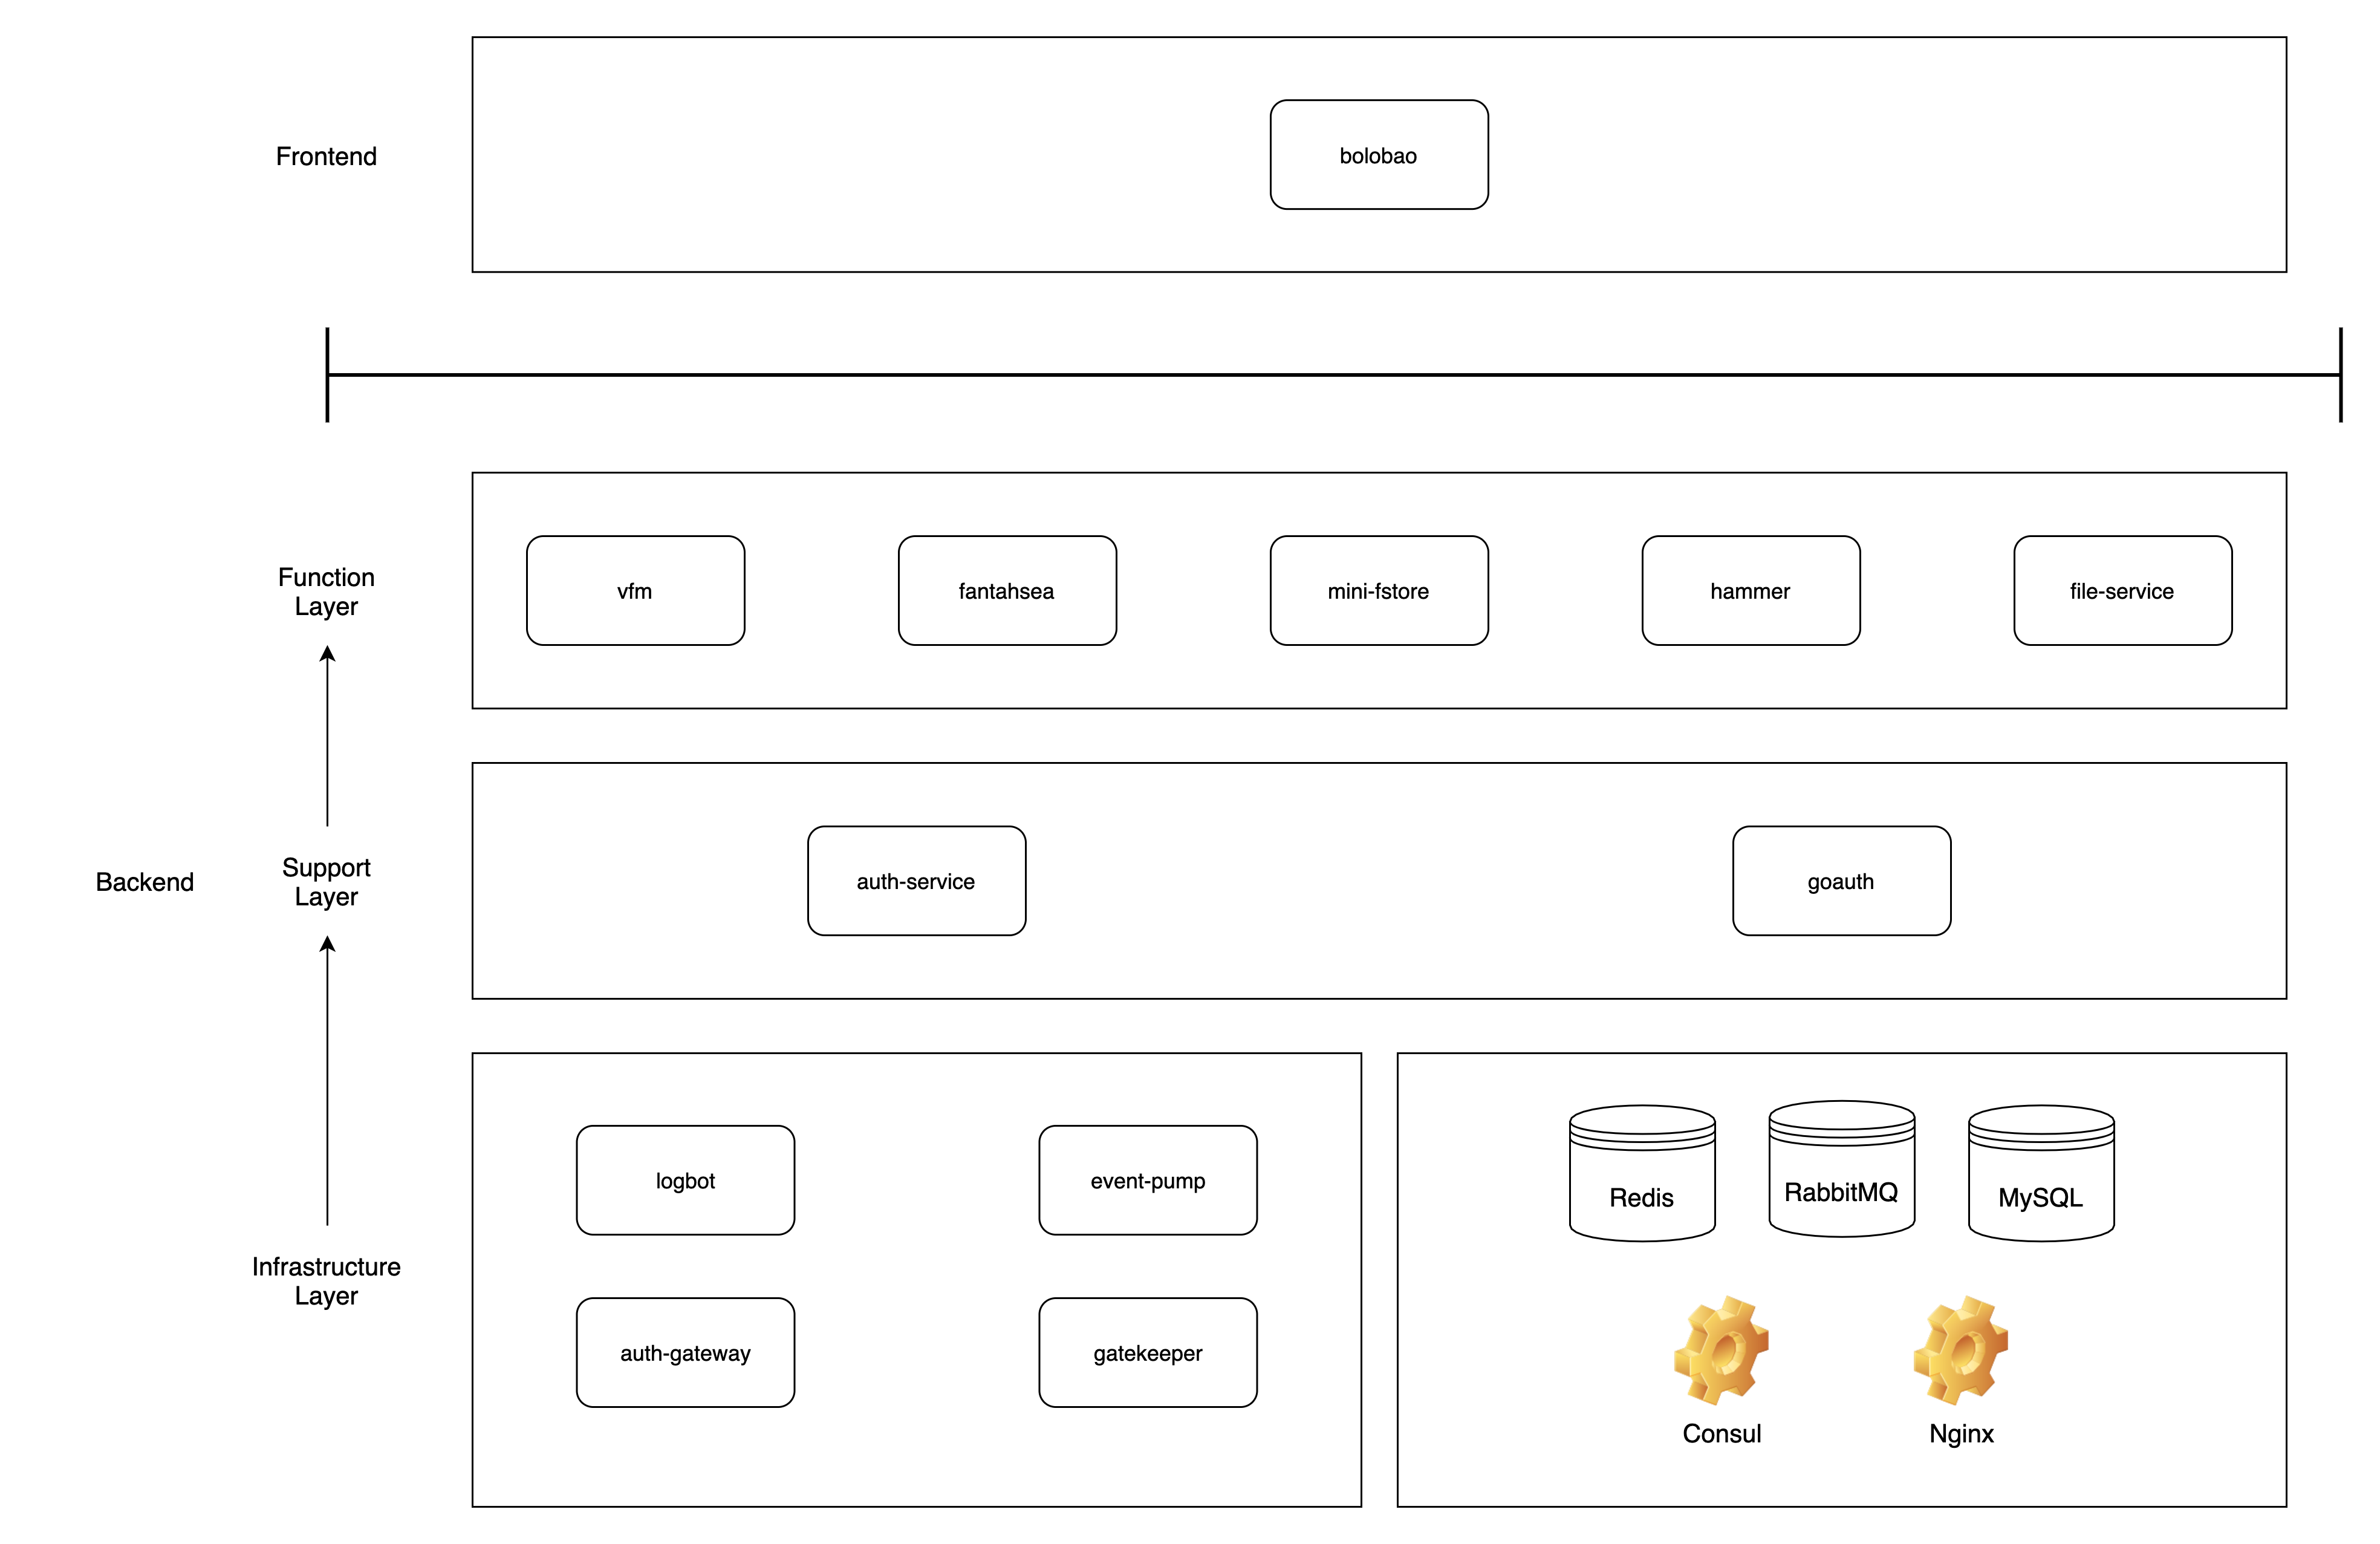 Frontend
bolobao
Function
Layer
vfm
fantahsea
mini-fstore
hammer
file-service
Backend
Support
Layer
auth-service
goauth
Infrastructure
Layer
logbot
event-pump
auth-gateway
gatekeeper
Redis
RabbitMQ
MySQL
Consul
Nginx